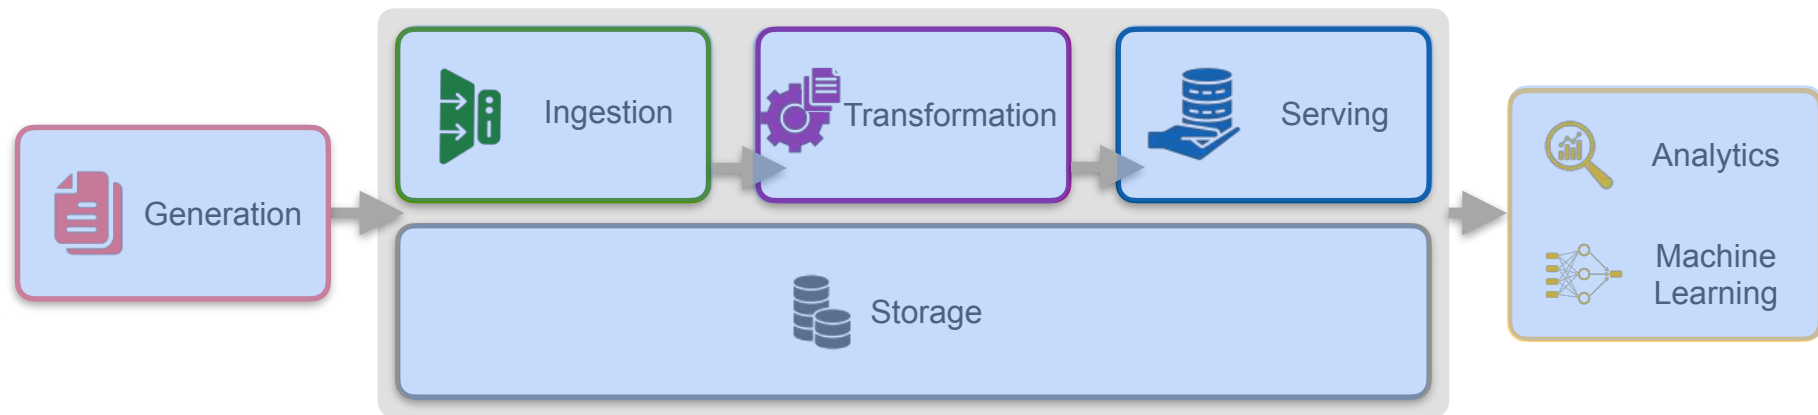 Generation
Ingestion
Transformation
Serving
Storage
Analytics
Machine
Learning